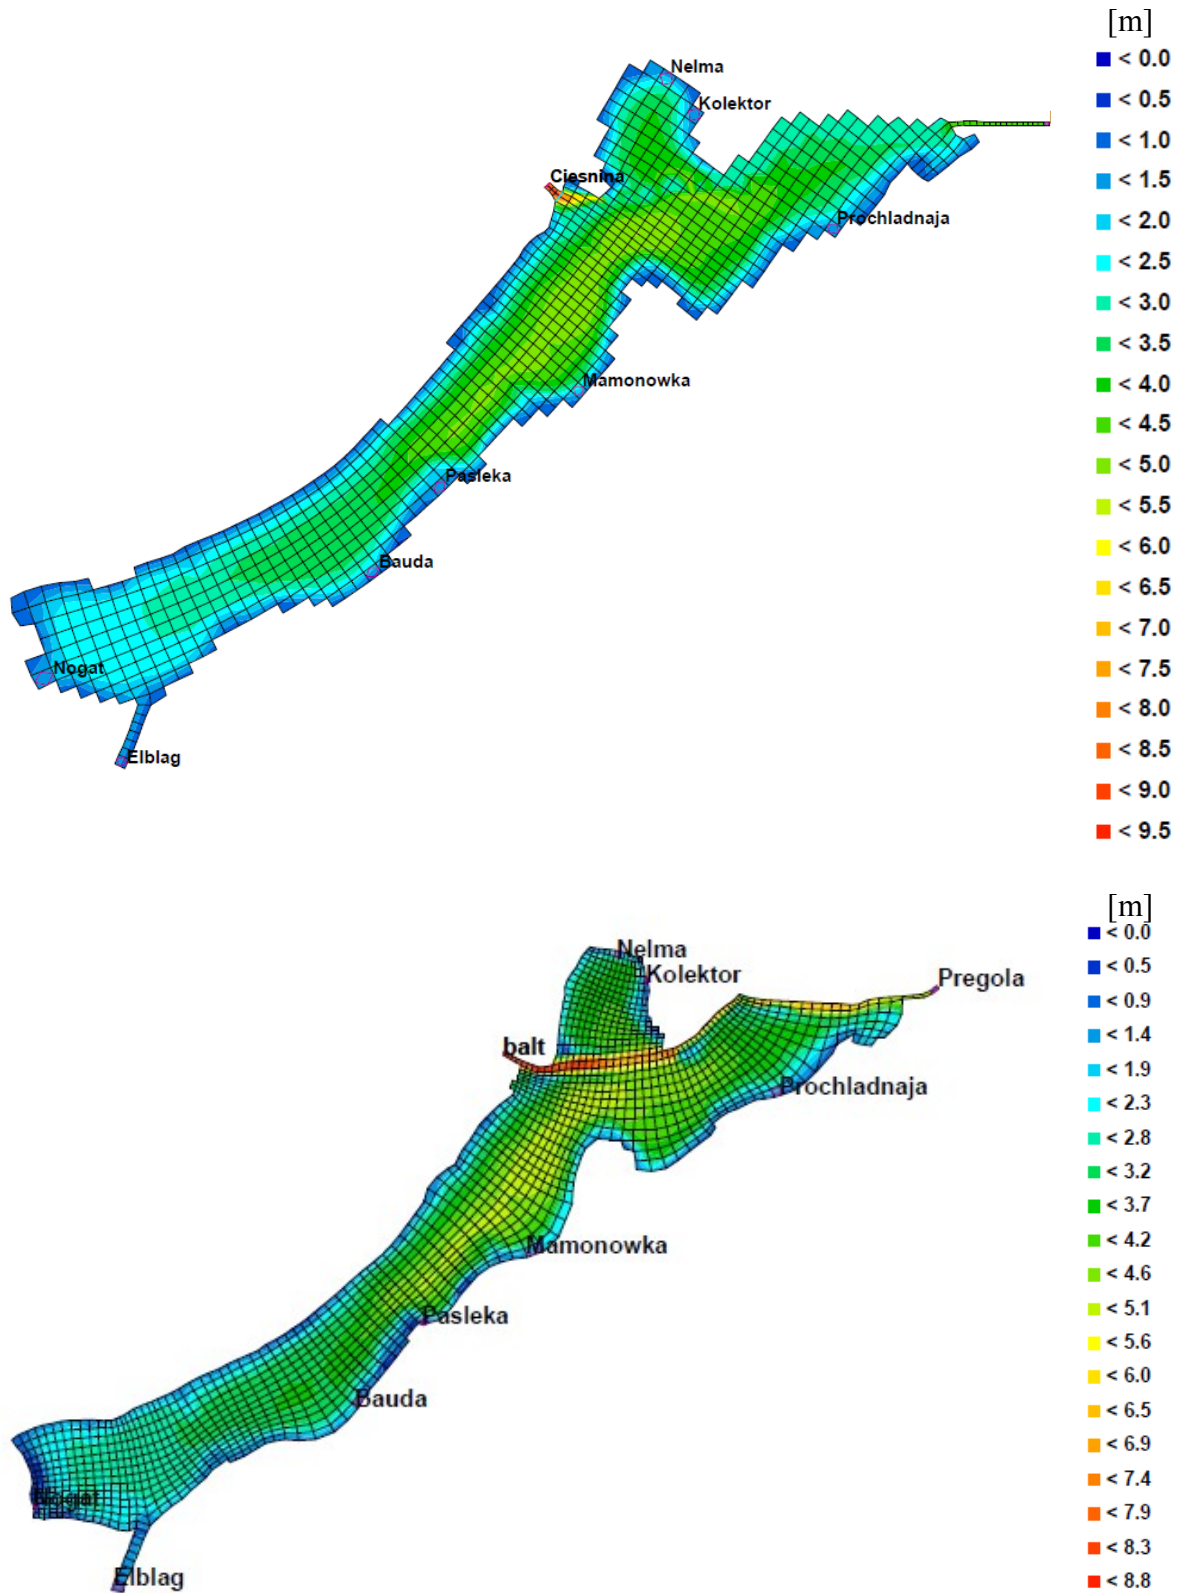 [m]
< 0.0
< 0.5
< 1.0
< 1.5
< 2.0
< 2.5
< 3.0
< 3.5
< 4.0
< 4.5
< 5.0
< 5.5
< 6.0
< 6.5
< 7.0
< 7.5
< 8.0
< 8.5
< 9.0
< 9.5
Nelma
Kolektor
Ciesnina
Prochladnaja
Mamonowka
Pasleka
Bauda
Nogat
Elblag
[m]
< 0.0
< 0.5
< 0.9
< 1.4
< 1.9
< 2.3
< 2.8
< 3.2
< 3.7
< 4.2
< 4.6
< 5.1
< 5.6
< 6.0
< 6.5
< 6.9
< 7.4
< 7.9
< 8.3
< 8.8
Nelma
Kolektor
Pregola
balt
Prochladnaja
Mamonowka
Pasleka
Bauda
Nogat
Elblag